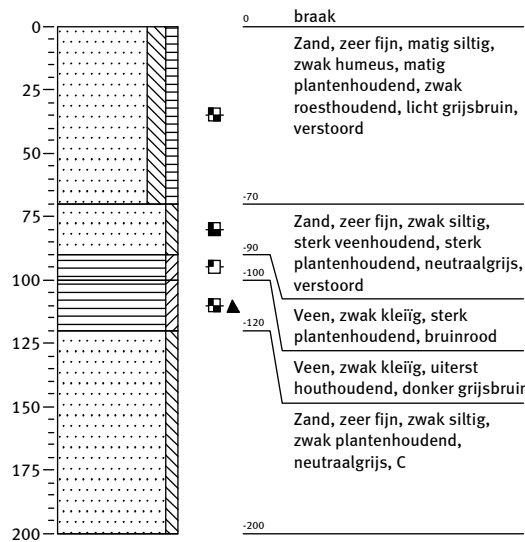 0
25
50
75
100
125
150
175
200
0
braak
Zand, zeer fijn, matig siltig,
zwak humeus, matig
plantenhoudend, zwak
roesthoudend, licht grijsbruin,
verstoord
-70
Zand, zeer fijn, zwak siltig,
sterk veenhoudend, sterk
plantenhoudend, neutraalgrijs,
verstoord
-90
Veen, zwak kleiïg, sterk
plantenhoudend, bruinrood
-100
Veen, zwak kleiïg, uiterst
houthoudend, donker grijsbruin
-120
Zand, zeer fijn, zwak siltig,
zwak plantenhoudend,
neutraalgrijs, C
-200